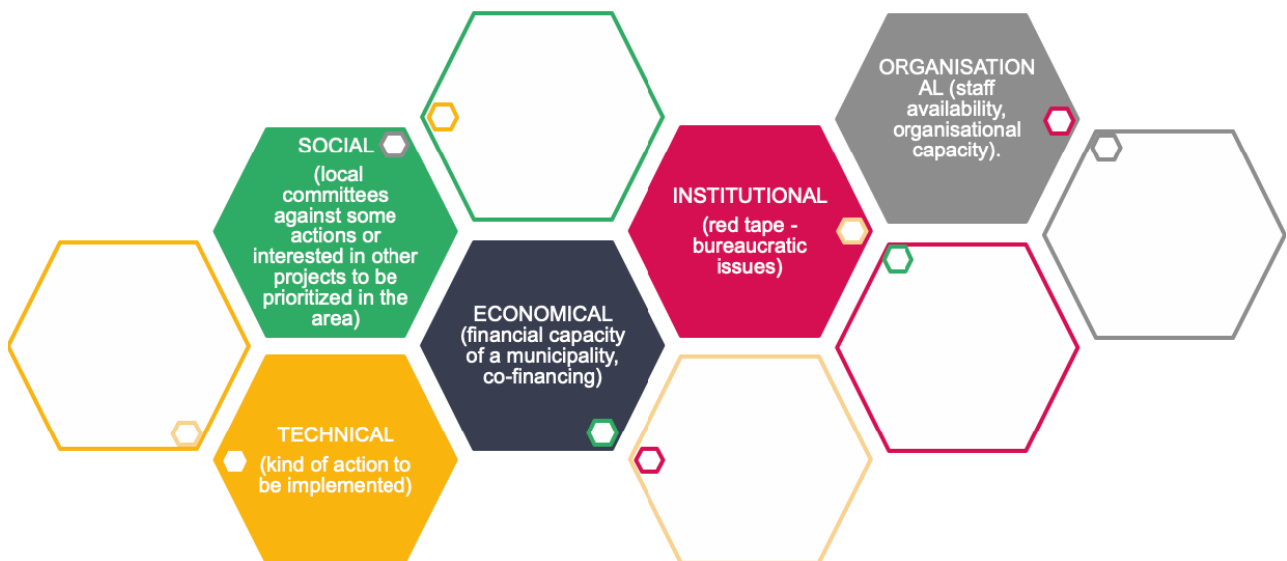 SOCIAL
(local
committees
against some
actions or
interested in other
projects to be
prioritized in the
area)
TECHNICAL
(kind of action to
be implemented)
ECONOMICAL
(financial capacity
of a municipality,
co-financing)
INSTITUTIONAL
(red tape -
bureaucratic
issues)
ORGANISATION
AL (staff
availability,
organisational
capacity).